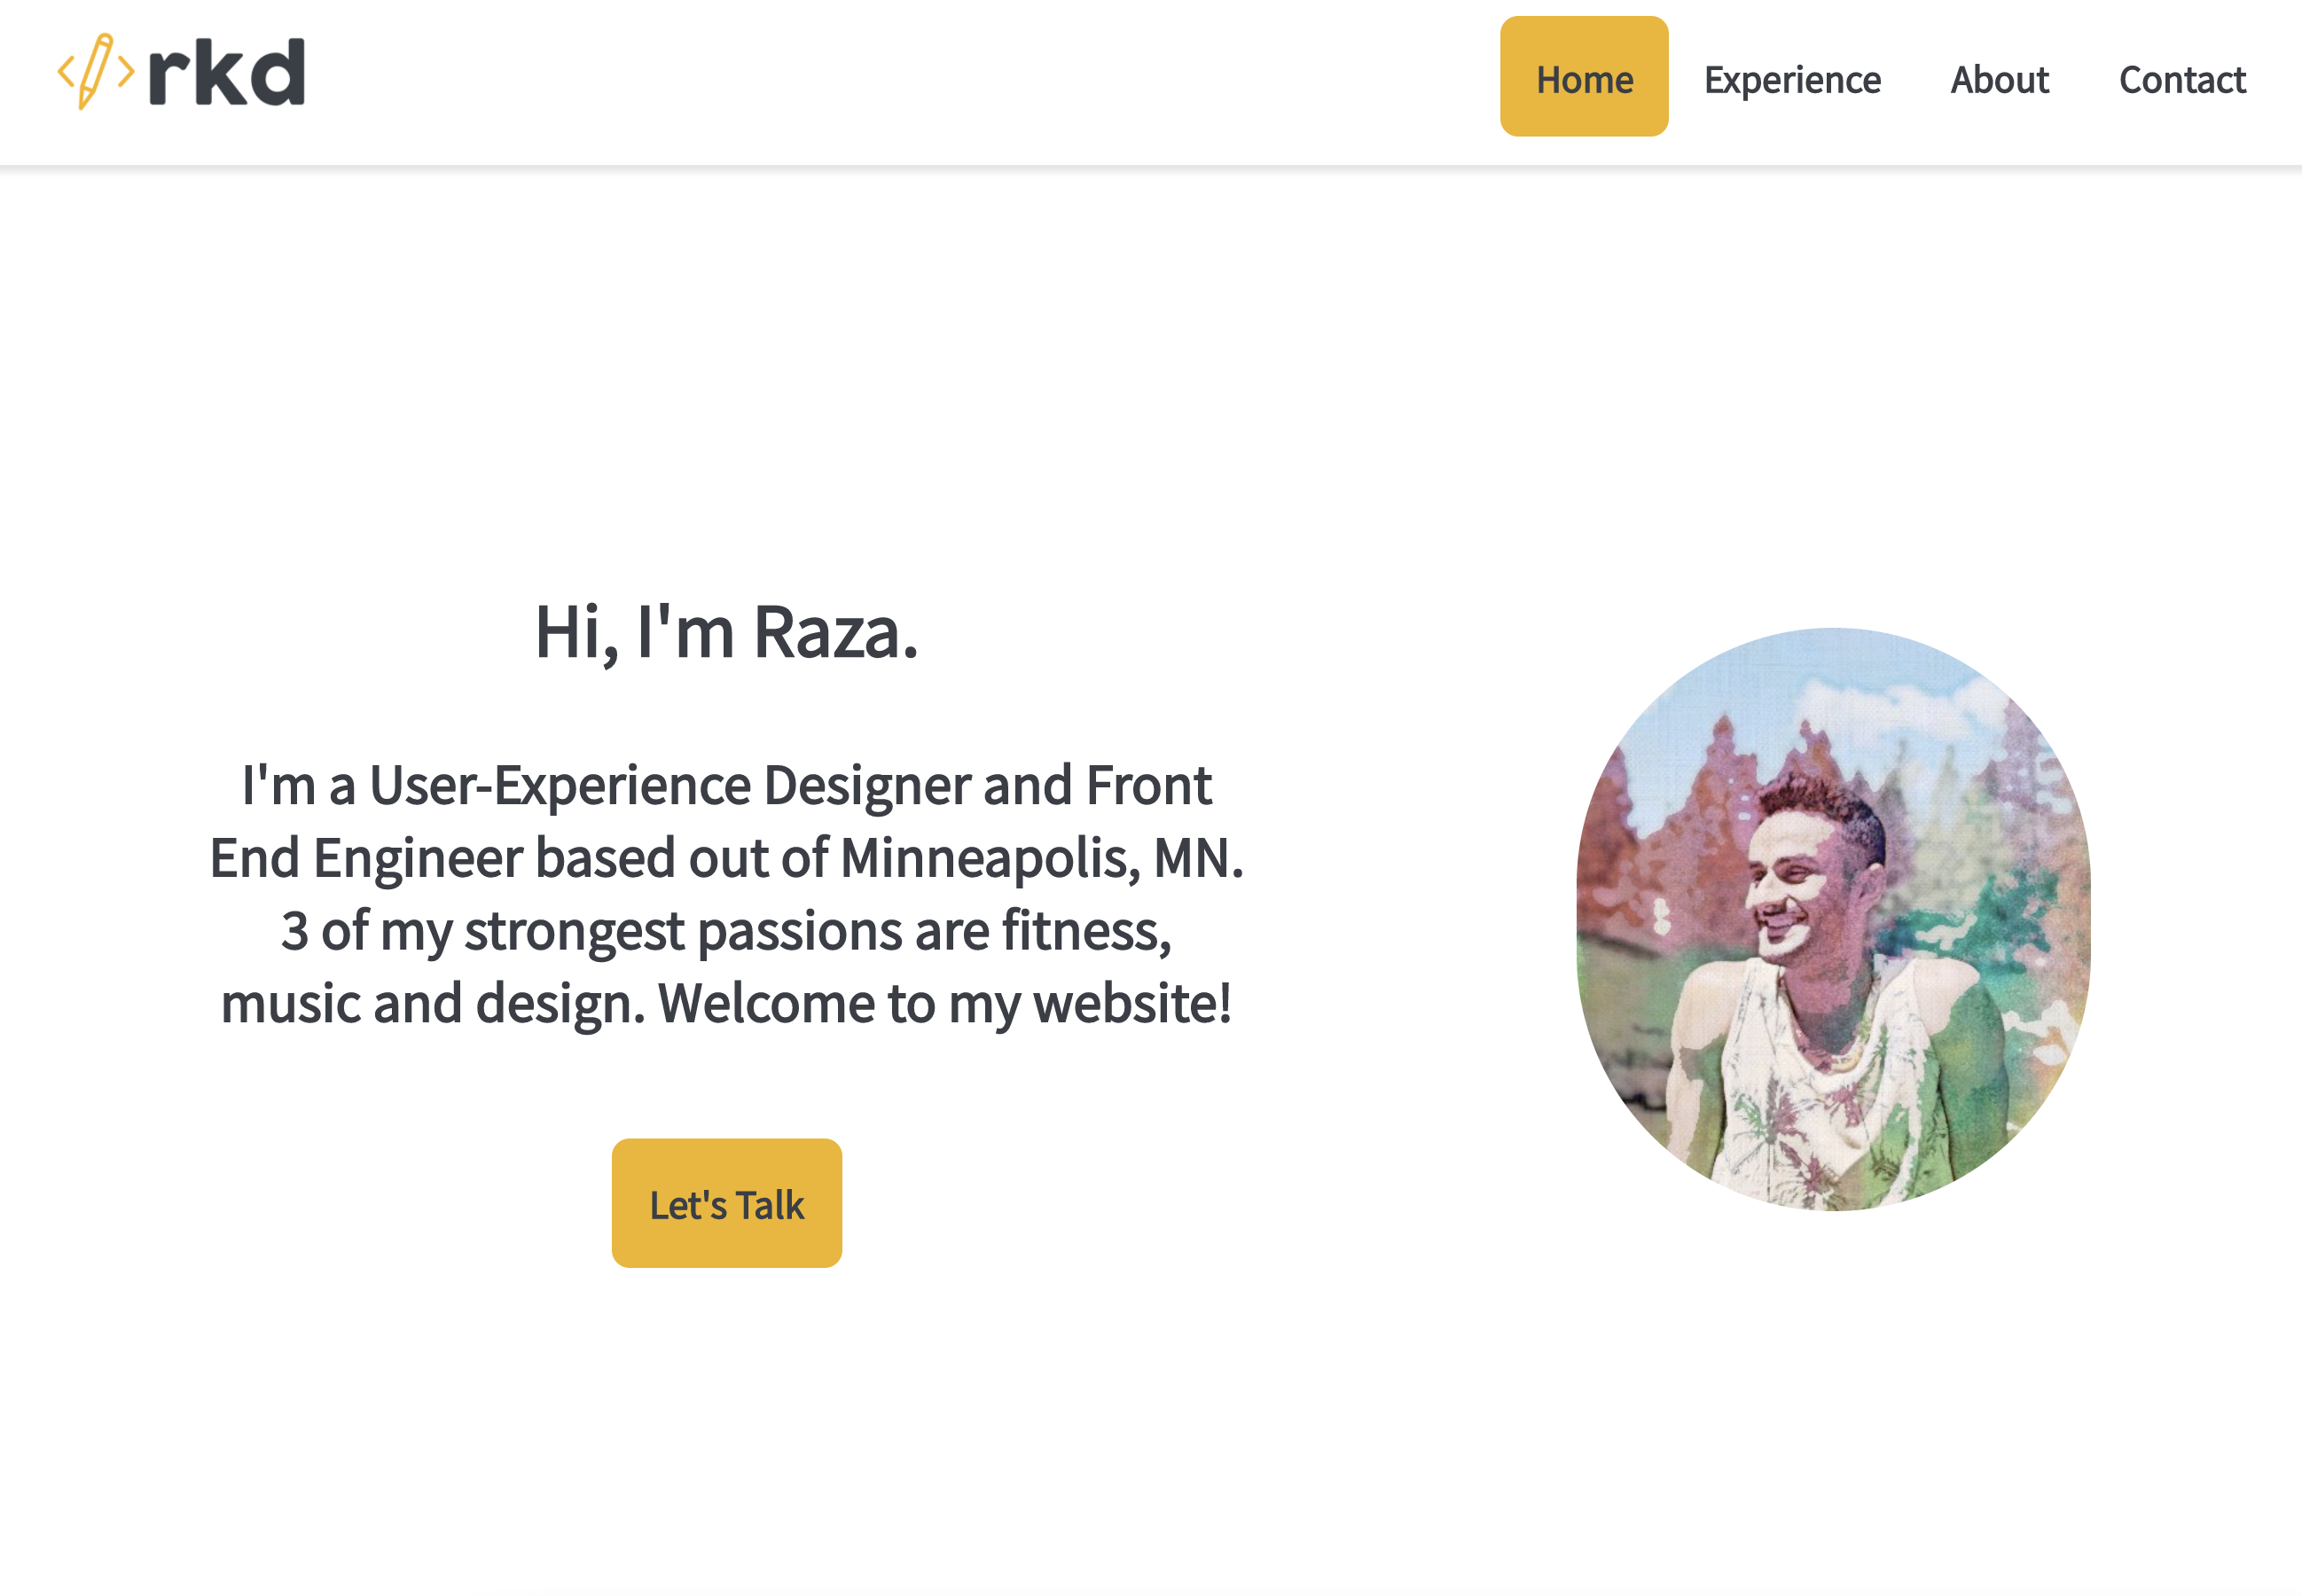 rkd
Home Experience About Contact
Hi, I'm Raza.
I'm a User-Experience Designer and Front
End Engineer based out of Minneapolis, MN.
3 of my strongest passions are fitness,
music and design. Welcome to my website!
Let's Talk